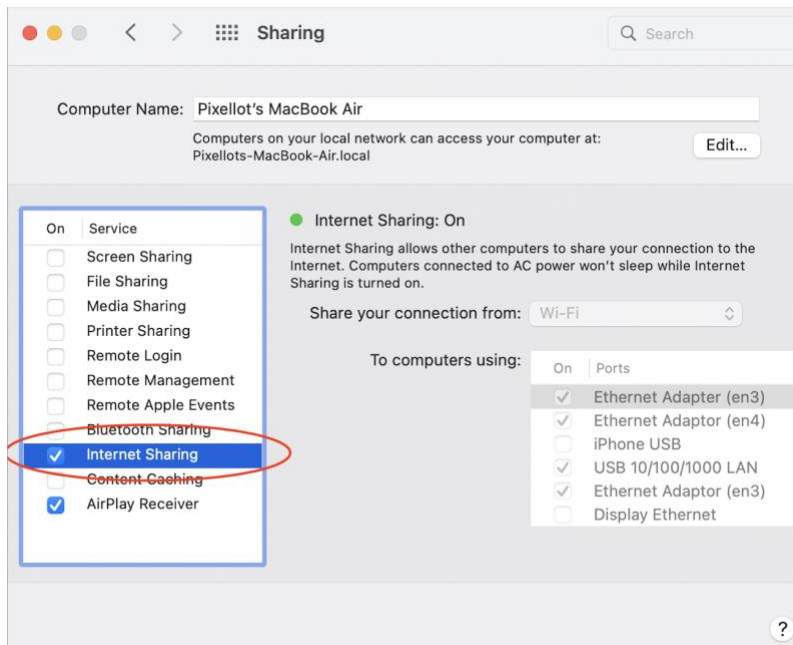 Sharing
Search
Computer Name: Pixellot's MacBook Air
Computers on your local network can access your computer at:
Pixellots-MacBook-Air.local
Edit...
On Service
Screen Sharing
File Sharing
Media Sharing
Printer Sharing
Remote Login
Remote Management
Remote Apple Events
Bluetooth Sharing
Internet Sharing
Content Caching
AirPlay Receiver
Internet Sharing: On
Internet Sharing allows other computers to share your connection to the
Internet. Computers connected to AC power won't sleep while Internet
Sharing is turned on.
Share your connection from: Wi-Fi
To computers using:
On Ports
Ethernet Adapter (en3)
Ethernet Adaptor (en4)
iPhone USB
USB 10/100/1000 LAN
Ethernet Adaptor (en3)
Display Ethernet
?